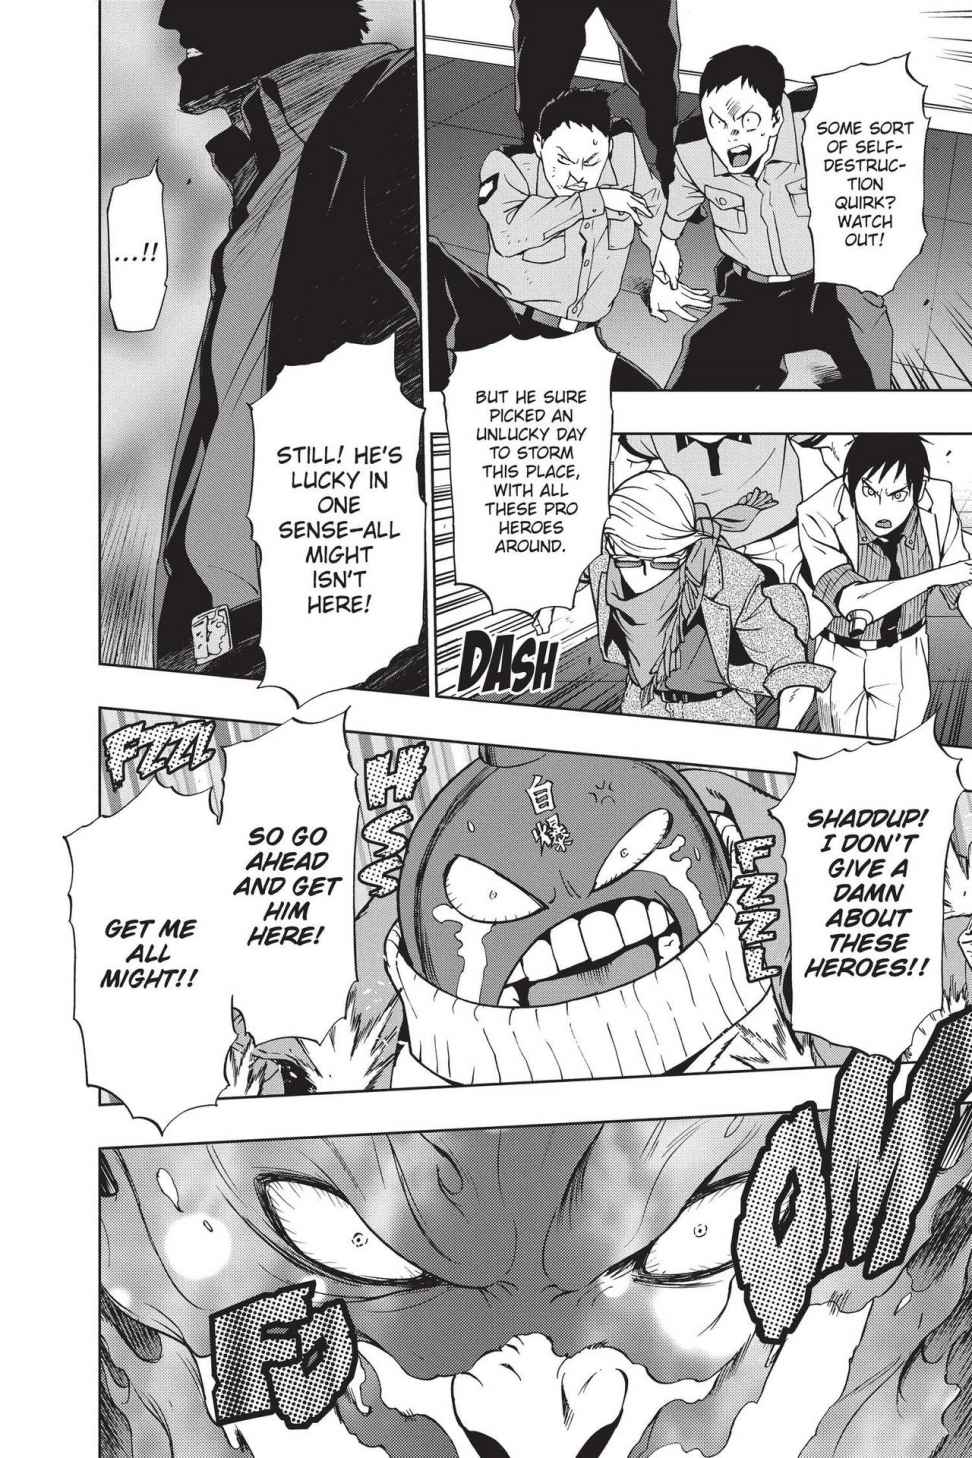 SOME SORT
OF SELF-
DESTRUC-
TION
QUIRK?
WATCH
OUT!
BUT HE SURE
PICKED AN
UNLUCKY DAY
TO STORM
THIS PLACE,
WITH ALL
THESE PRO
HEROES
AROUND.
DASH
STILL! HE'S
LUCKY IN
ONE
SENSE-ALL
MIGHT
ISN'T
HERE!
...!!
SHADDUP!
I DON'T
GIVE A
DAMN
ABOUT
THESE
HEROES!!
FZZZL
自
爆
HSSS
SO GO
AHEAD
AND GET
HIM
HERE!
FZZZL
GET ME
ALL
MIGHT!!